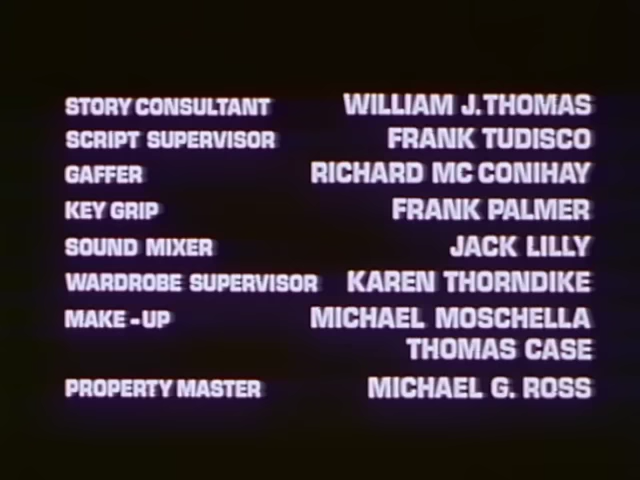 STORY CONSULTANT WILLIAM J. THOMAS
SCRIPT SUPERVISOR FRANK TUDISCO
GAFFER RICHARD MC CONIHAY
KEY GRIP FRANK PALMER
SOUND MIXER JACK LILLY
WARDROBE SUPERVISOR KAREN THORNDIKE
MAKE-UP MICHAEL MOSCHELLA
THOMAS CASE
PROPERTY MASTER MICHAEL G. ROSS